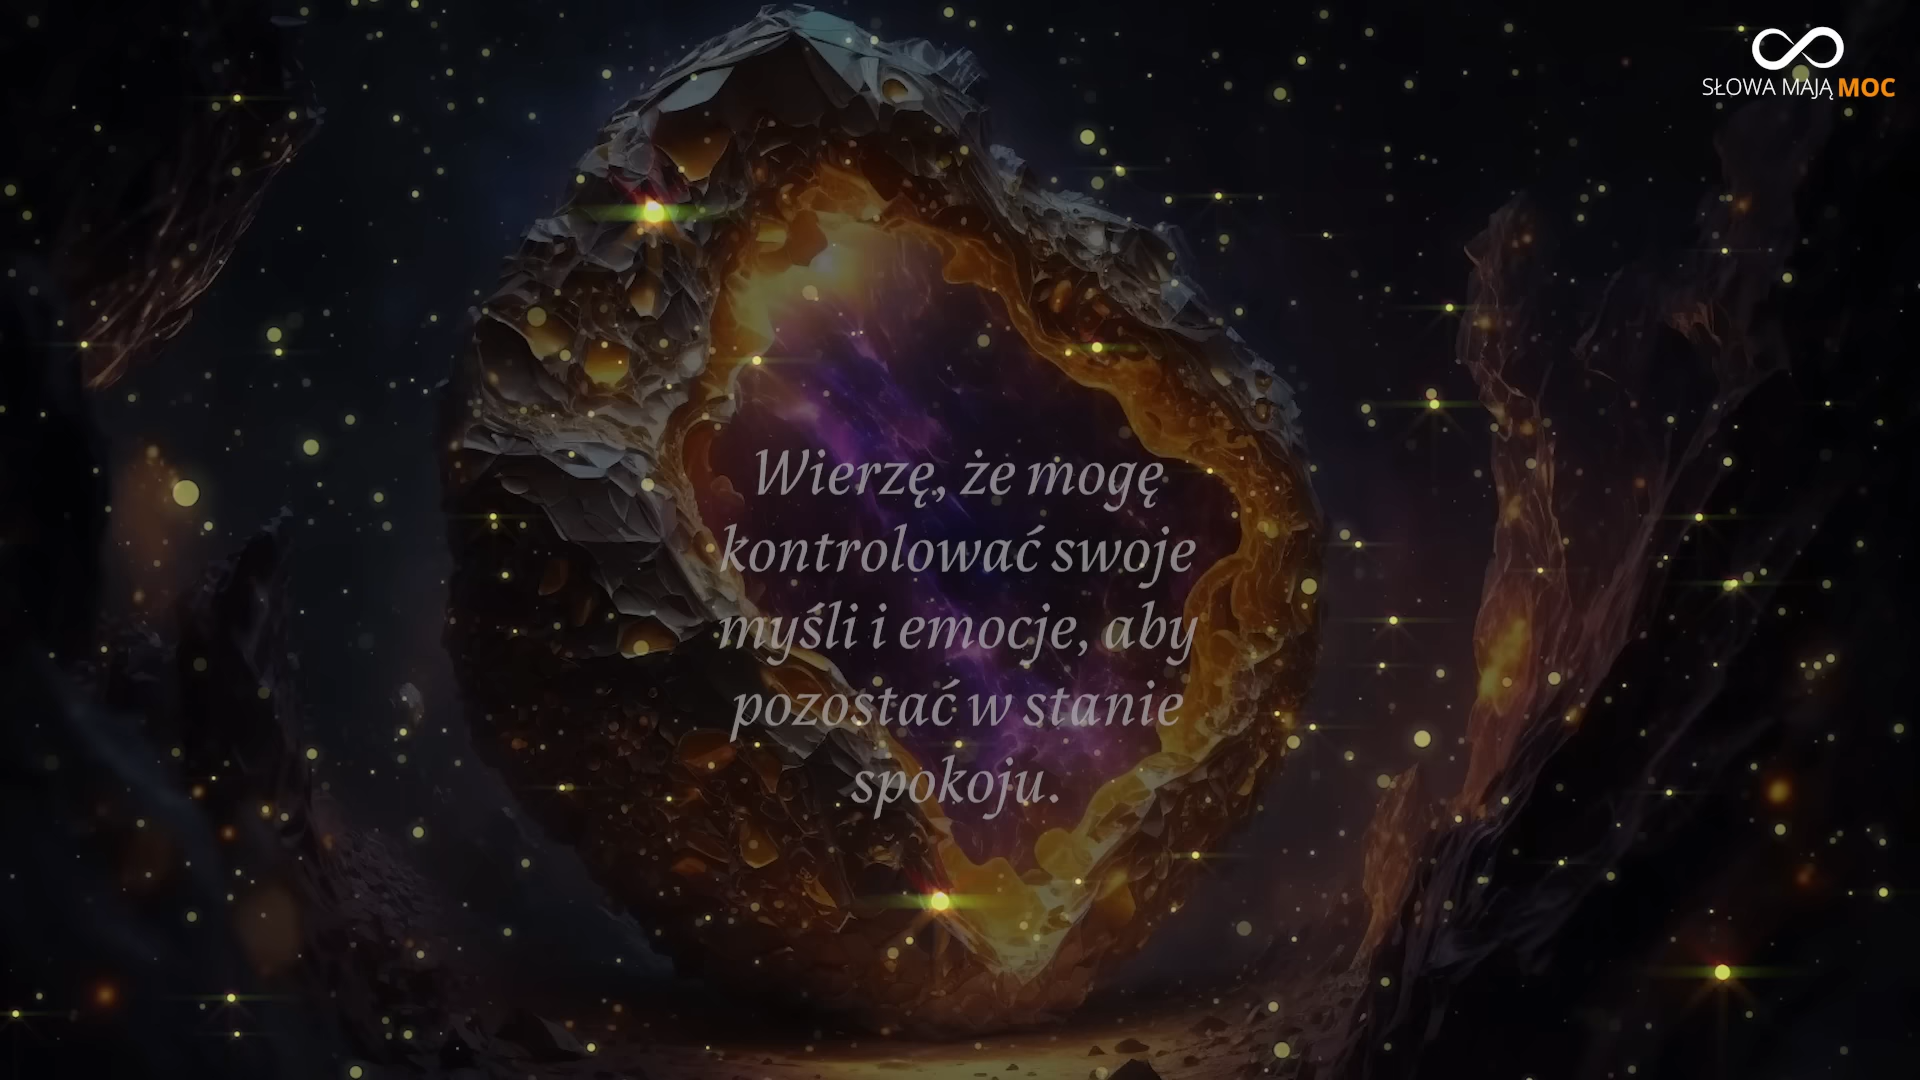 SŁOWA MAJĄ MOC
Wierzę, że mogę
kontrolować swoje
myśli i emocje, aby
pozostać w stanie
spokoju.